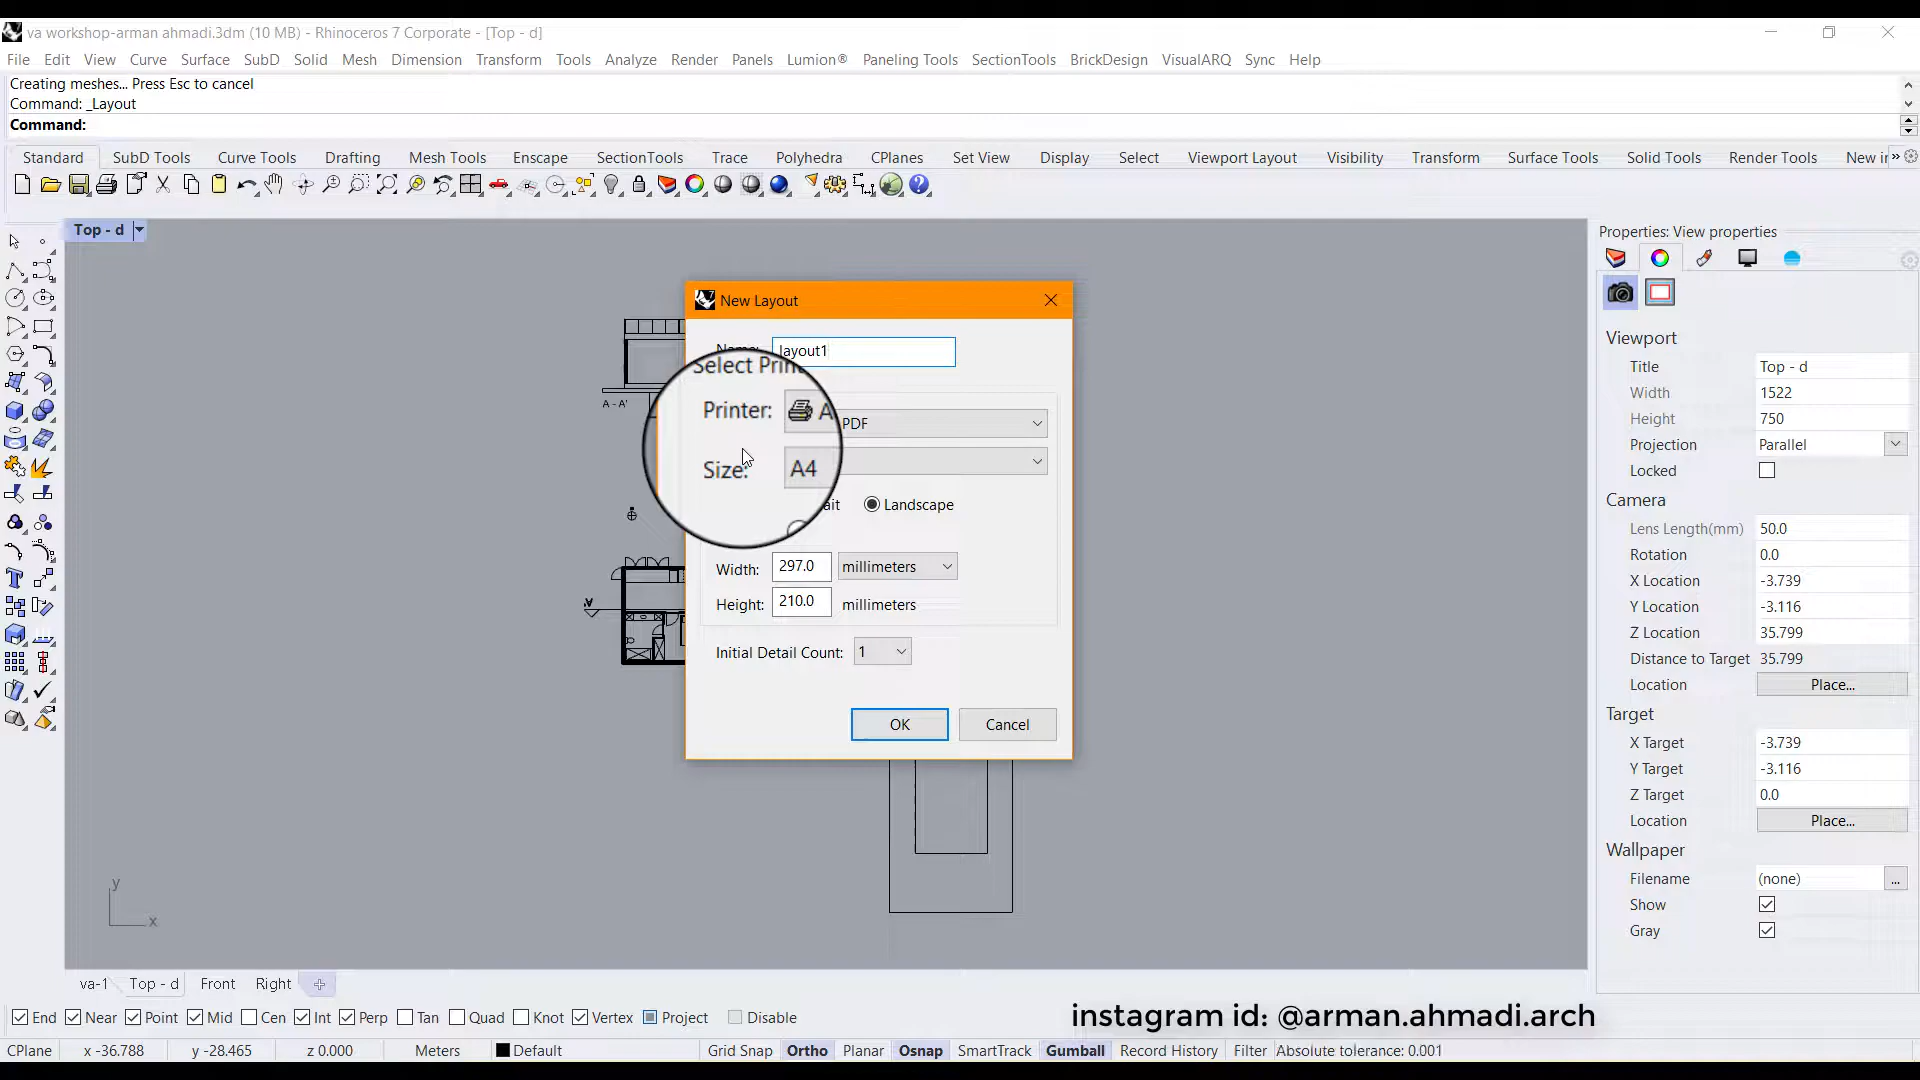 va workshop-arman ahmadi.3dm (10 MB) - Rhinoceros 7 Corporate - [Top - d]
File Edit View Curve Surface SubD Solid Mesh Dimension Transform Tools Analyze Render Panels Lumion® Paneling Tools SectionTools BrickDesign VisualARQ Sync Help
Creating meshes... Press Esc to cancel
Command: _Layout
Command:
Standard SubD Tools Curve Tools Drafting Mesh Tools Enscape SectionTools Trace Polyhedra CPlanes Set View Display Select Viewport Layout Visibility Transform Surface Tools Solid Tools Render Tools New in »
Top - d
New Layout
layout1
Select Prin
Printer: A PDF
Size: A4
ait Landscape
Width: 297.0 millimeters
Height: 210.0 millimeters
Initial Detail Count: 1
OK Cancel
A - A'
y
x
Properties: View properties
Viewport
Title Top - d
Width 1522
Height 750
Projection Parallel
Locked
Camera
Lens Length(mm) 50.0
Rotation 0.0
X Location -3.739
Y Location -3.116
Z Location 35.799
Distance to Target 35.799
Location Place...
Target
X Target -3.739
Y Target -3.116
Z Target 0.0
Location Place...
Wallpaper
Filename (none) ...
Show
Gray
va-1 Top - d Front Right
End Near Point Mid Cen Int Perp Tan Quad Knot Vertex Project Disable
instagram id: @arman.ahmadi.arch
CPlane x -36.788 y -28.465 z 0.000 Meters Default Grid Snap Ortho Planar Osnap SmartTrack Gumball Record History Filter Absolute tolerance: 0.001